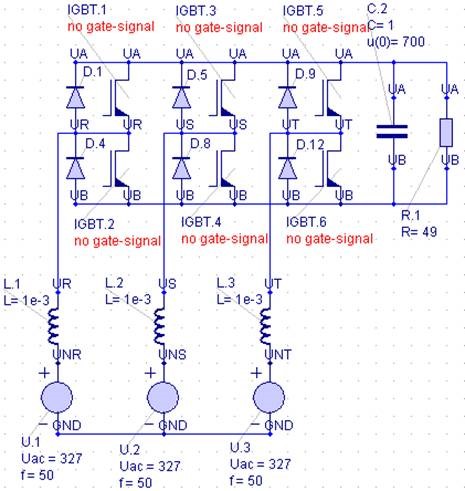 IGBT.1 IGBT.3 IGBT.5 C.2
no gate-signal no gate-signal no gate-signal C= 1
u(0)= 700
UA UA UA UA UA UA
D.1 D.5 D.9
UA UA
UR UR US US UT UT
D.4 D.8 D.12
UB UB
UB UB UB UB UB UB
IGBT.2 IGBT.4 IGBT.6 R.1
no gate-signal no gate-signal no gate-signal R= 49
L.1 UR L.2 US L.3 UT
L= 1e-3 L= 1e-3 L= 1e-3
UNR UNS UNT
+ + +
− GND − GND − GND
U.1 U.2 U.3
Uac = 327 Uac = 327 Uac = 327
f = 50 f = 50 f = 50